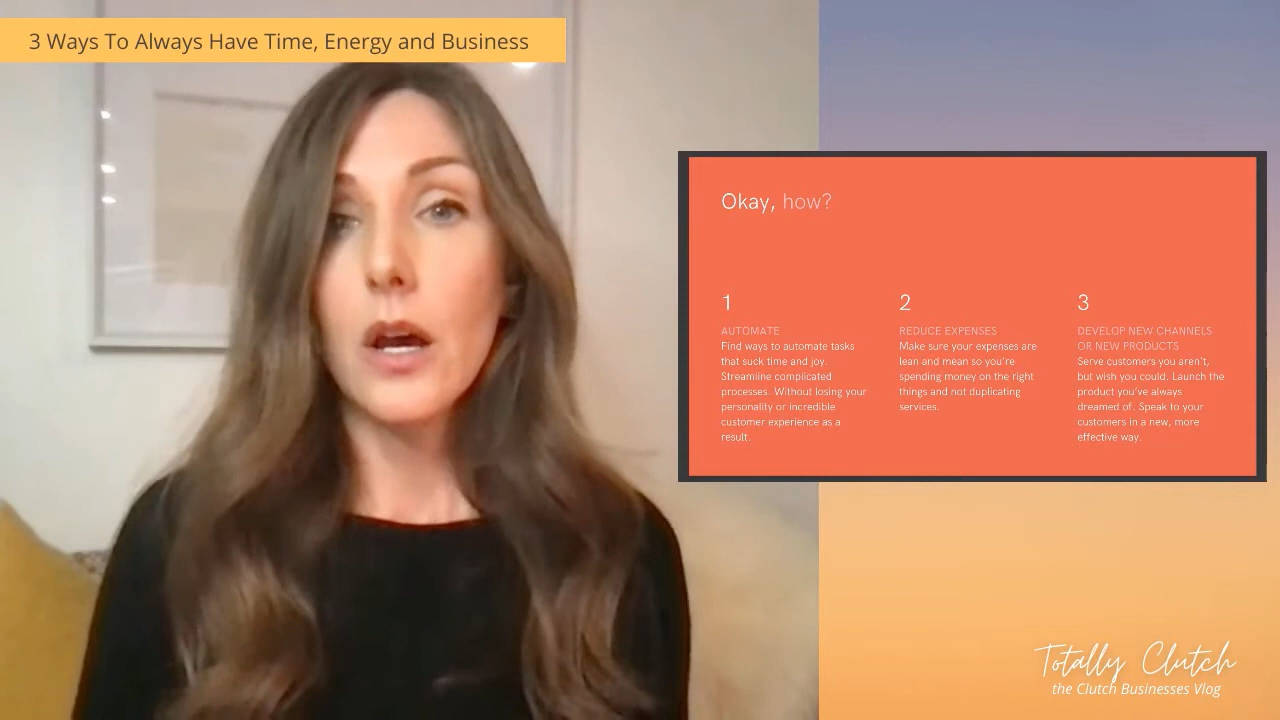 3 Ways To Always Have Time, Energy and Business
Okay, how?
1
AUTOMATE
Find ways to automate tasks
that suck time and joy.
Streamline complicated
processes. Without losing your
personality or incredible
customer experience as a
result.
2
REDUCE EXPENSES
Make sure your expenses are
lean and mean so you're
spending money on the right
things and not duplicating
services.
3
DEVELOP NEW CHANNELS
OR NEW PRODUCTS
Serve customers you aren't,
but wish you could. Launch the
product you've always
dreamed of. Speak to your
customers in a new, more
effective way.
Totally Clutch
the Clutch Businesses Vlog